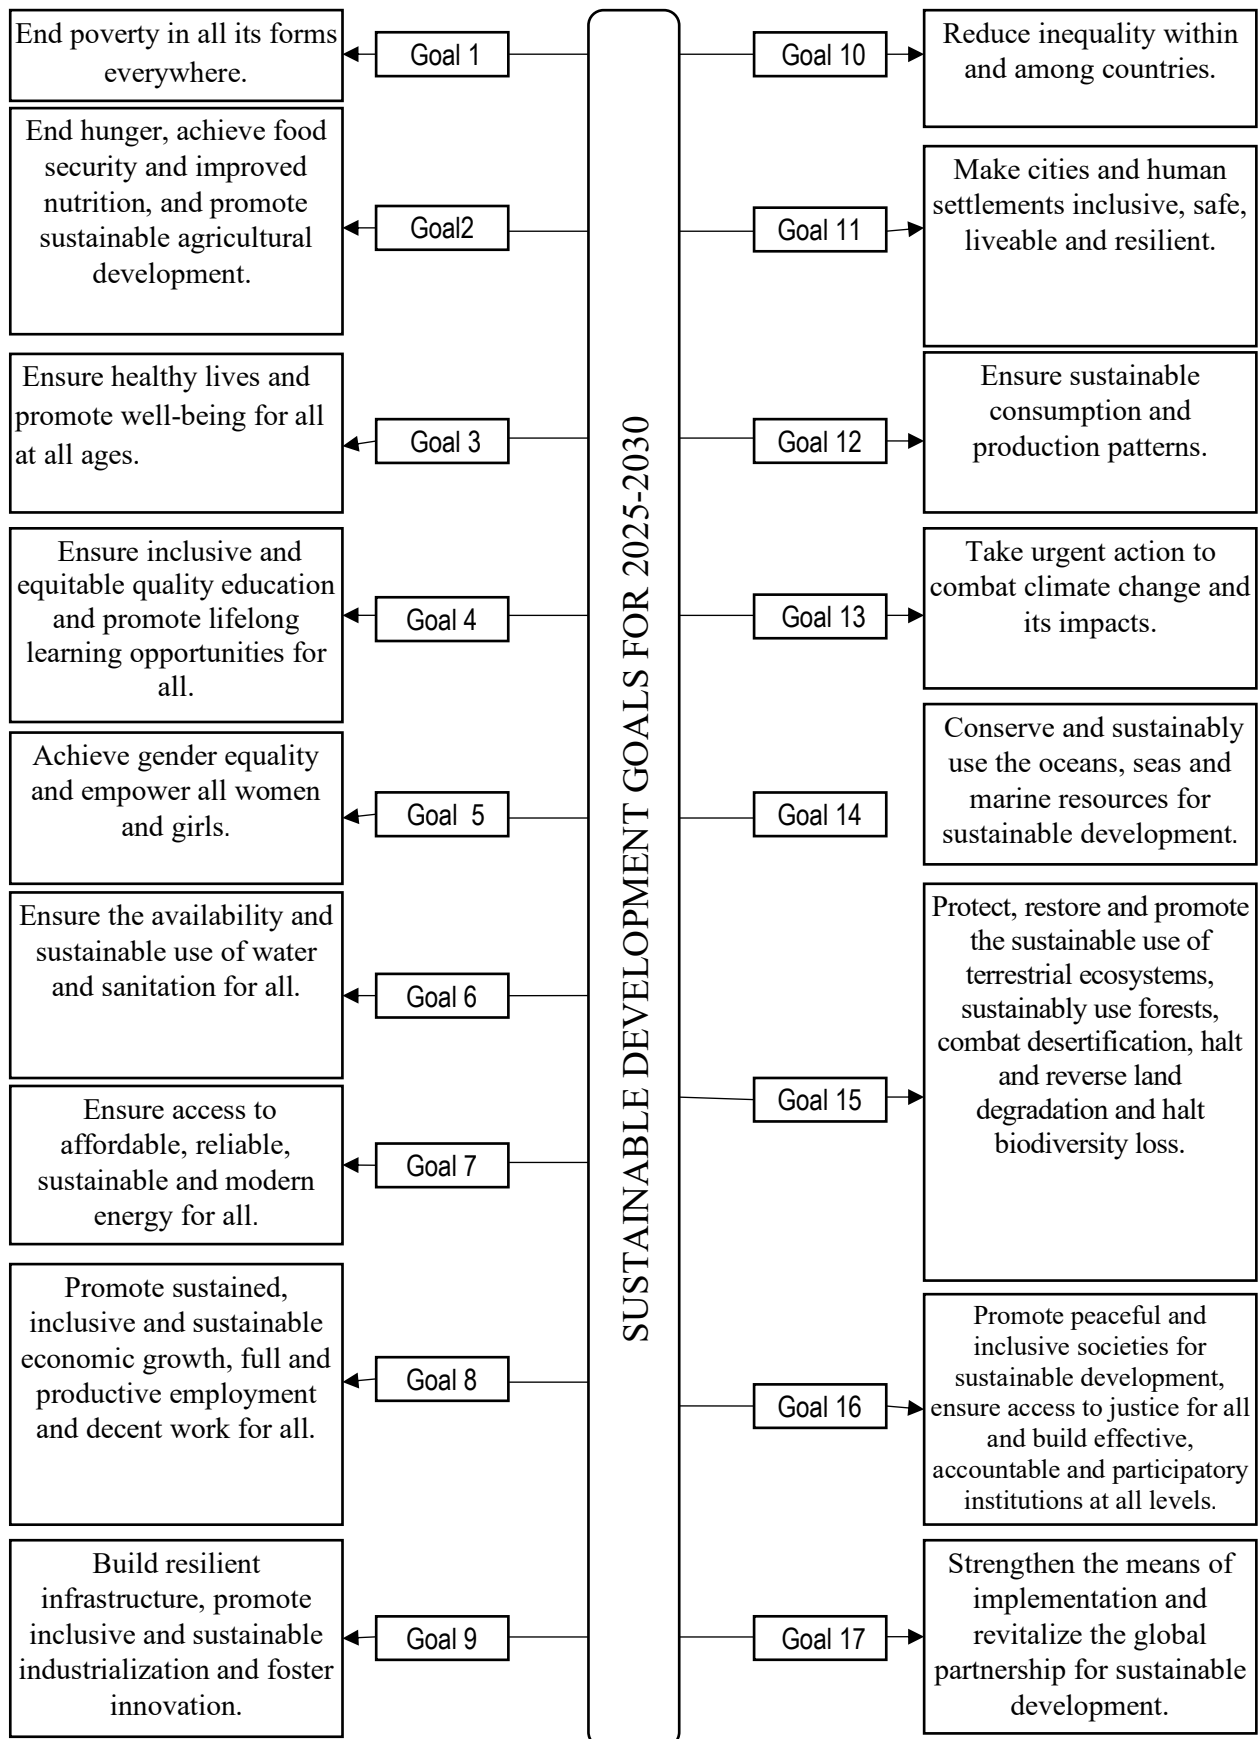 End poverty in all its forms
everywhere.
Goal 1
End hunger, achieve food
security and improved
nutrition, and promote
sustainable agricultural
development.
Goal2
Ensure healthy lives and
promote well-being for all
at all ages.
Goal 3
Ensure inclusive and
equitable quality education
and promote lifelong
learning opportunities for
all.
Goal 4
Achieve gender equality
and empower all women
and girls.
Goal 5
Ensure the availability and
sustainable use of water
and sanitation for all.
Goal 6
Ensure access to
affordable, reliable,
sustainable and modern
energy for all.
Goal 7
Promote sustained,
inclusive and sustainable
economic growth, full and
productive employment
and decent work for all.
Goal 8
Build resilient
infrastructure, promote
inclusive and sustainable
industrialization and foster
innovation.
Goal 9
SUSTAINABLE DEVELOPMENT GOALS FOR 2025-2030
Goal 10
Reduce inequality within
and among countries.
Goal 11
Make cities and human
settlements inclusive, safe,
liveable and resilient.
Goal 12
Ensure sustainable
consumption and
production patterns.
Goal 13
Take urgent action to
combat climate change and
its impacts.
Goal 14
Conserve and sustainably
use the oceans, seas and
marine resources for
sustainable development.
Goal 15
Protect, restore and promote
the sustainable use of
terrestrial ecosystems,
sustainably use forests,
combat desertification, halt
and reverse land
degradation and halt
biodiversity loss.
Goal 16
Promote peaceful and
inclusive societies for
sustainable development,
ensure access to justice for all
and build effective,
accountable and participatory
institutions at all levels.
Goal 17
Strengthen the means of
implementation and
revitalize the global
partnership for sustainable
development.